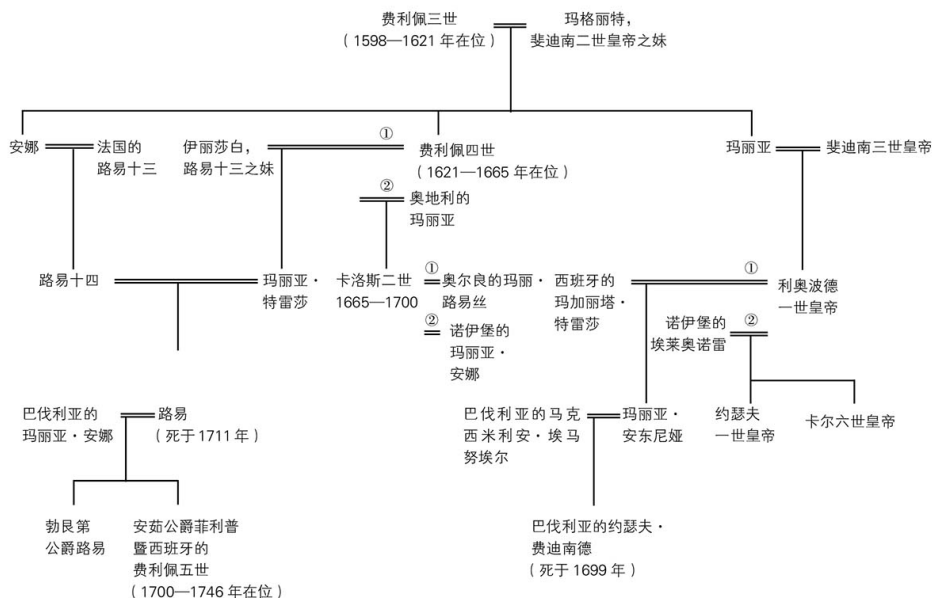 费利佩三世
（1598—1621 年在位）
玛格丽特，
斐迪南二世皇帝之妹
安娜
法国的
路易十三
伊丽莎白，
路易十三之妹
①
费利佩四世
（1621—1665 年在位）
玛丽亚
斐迪南三世皇帝
②
奥地利的
玛丽亚
路易十四
玛丽亚·
特雷莎
卡洛斯二世
1665—1700
①
奥尔良的玛丽·
路易丝
②
诺伊堡的
玛丽亚·
安娜
西班牙的
玛加丽塔·
特雷莎
①
利奥波德
一世皇帝
诺伊堡的
埃莱奥诺雷
②
巴伐利亚的
玛丽亚·安娜
路易
（死于 1711 年）
巴伐利亚的马克
西米利安·埃马
努埃尔
玛丽亚·
安东尼娅
约瑟夫
一世皇帝
卡尔六世皇帝
勃艮第
公爵路易
安茹公爵菲利普
暨西班牙的
费利佩五世
（1700—1746 年在位）
巴伐利亚的约瑟夫·
费迪南德
（死于 1699 年）